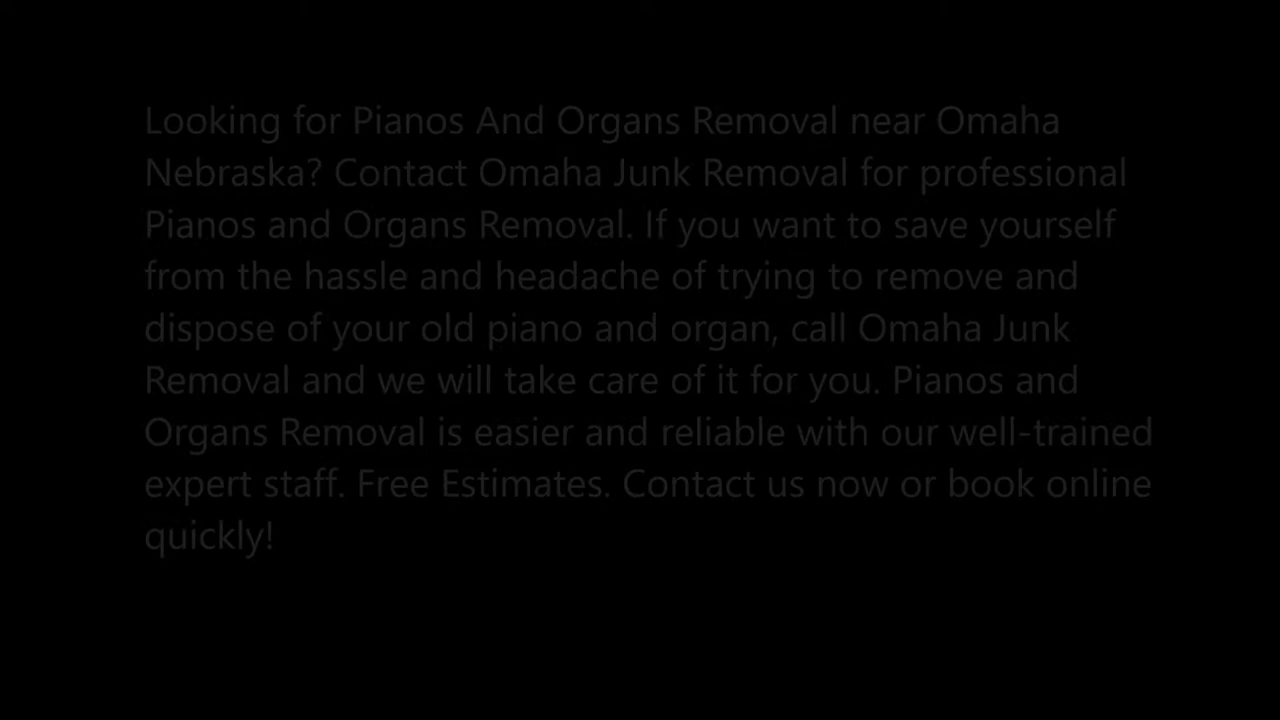 Looking for Pianos And Organs Removal near Omaha
Nebraska? Contact Omaha Junk Removal for professional
Pianos and Organs Removal. If you want to save yourself
from the hassle and headache of trying to remove and
dispose of your old piano and organ, call Omaha Junk
Removal and we will take care of it for you. Pianos and
Organs Removal is easier and reliable with our well-trained
expert staff. Free Estimates. Contact us now or book online
quickly!